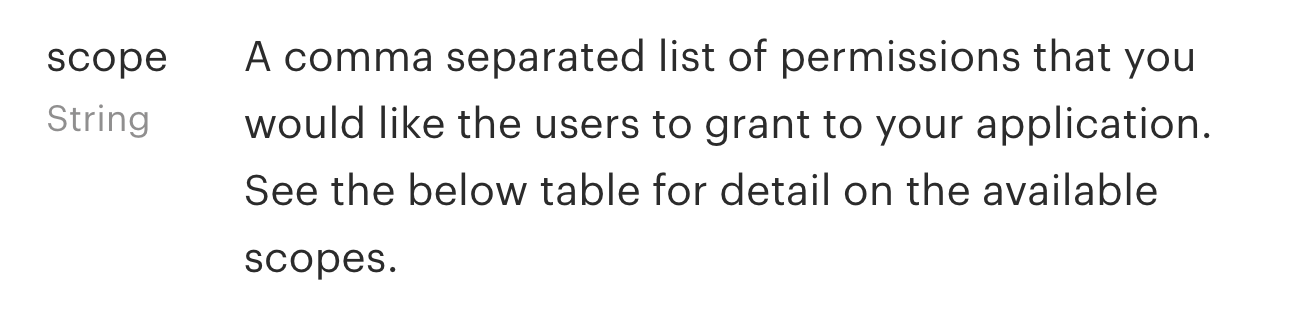 scope
String
A comma separated list of permissions that you
would like the users to grant to your application.
See the below table for detail on the available
scopes.